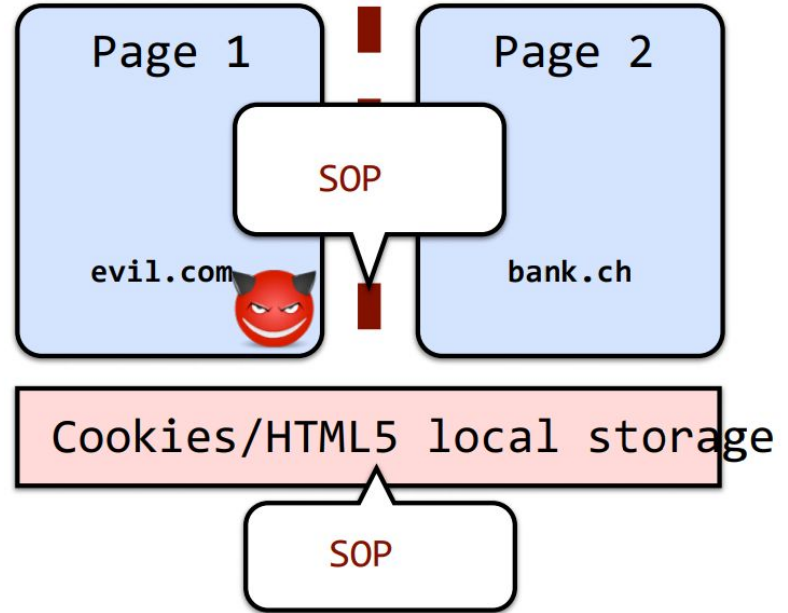 Page 1
Page 2
SOP
evil.com
bank.ch
Cookies/HTML5 local storage
SOP